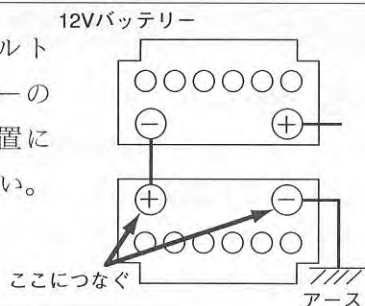 12Vバッテリー
ルト
ーの
置に
い。
− +
+ −
ここにつなぐ
アース